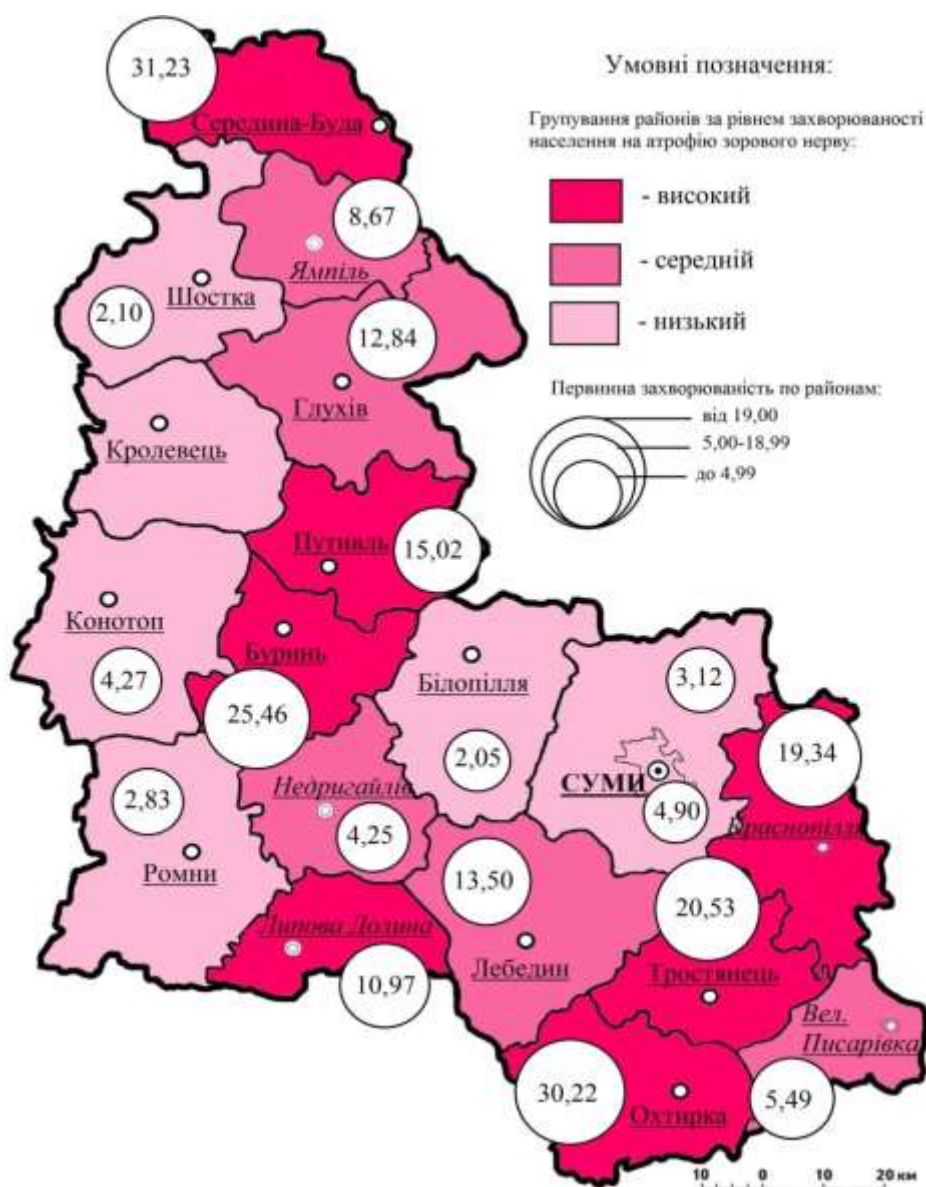 31,23
Середина-Буда
8,67
Ямпіль
Шостка
2,10
12,84
Глухів
Кролевець
Путивль
15,02
Конотоп
4,27
Буринь
25,46
Білопілля
2,05
3,12
СУМИ
4,90
19,34
Краснопілля
2,83
Ромни
Недригайлів
4,25
13,50
Лебедин
20,53
Тростянець
Липова Долина
10,97
Вел.
Писарівка
5,49
30,22
Охтирка
Умовні позначення:
Групування районів за рівнем захворюваності
населення на атрофію зорового нерву:
- високий
- середній
- низький
Первинна захворюваність по районам:
від 19,00
5,00-18,99
до 4,99
10 0 10 20 км